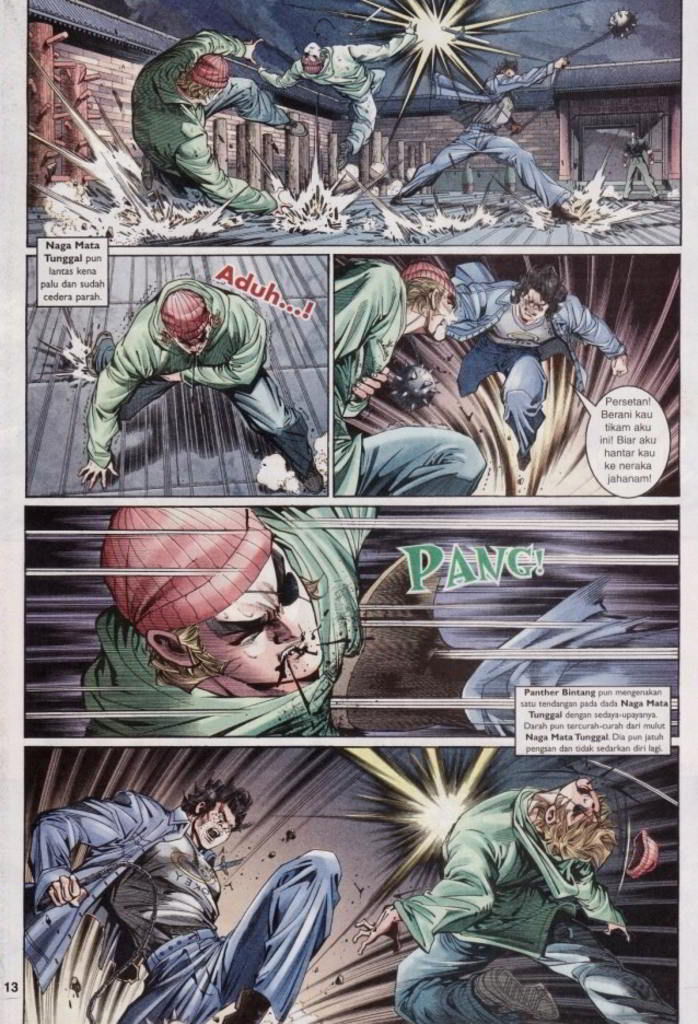 Naga Mata
Tunggal pun
lantas kena
palu dan sudah
cedera parah.
Aduh...!
Persetan!
Berani kau
tikam aku
ini! Biar aku
hantar kau
ke neraka
jahanam!
PANG!
Panther Bintang pun mengenakan
satu tendangan pada dada Naga Mata
Tunggal dengan sedaya-upayanya.
Darah pun tercurah-curah dari mulut
Naga Mata Tunggal. Dia pun jatuh
pengsan dan tidak sedarkan diri lagi.
13